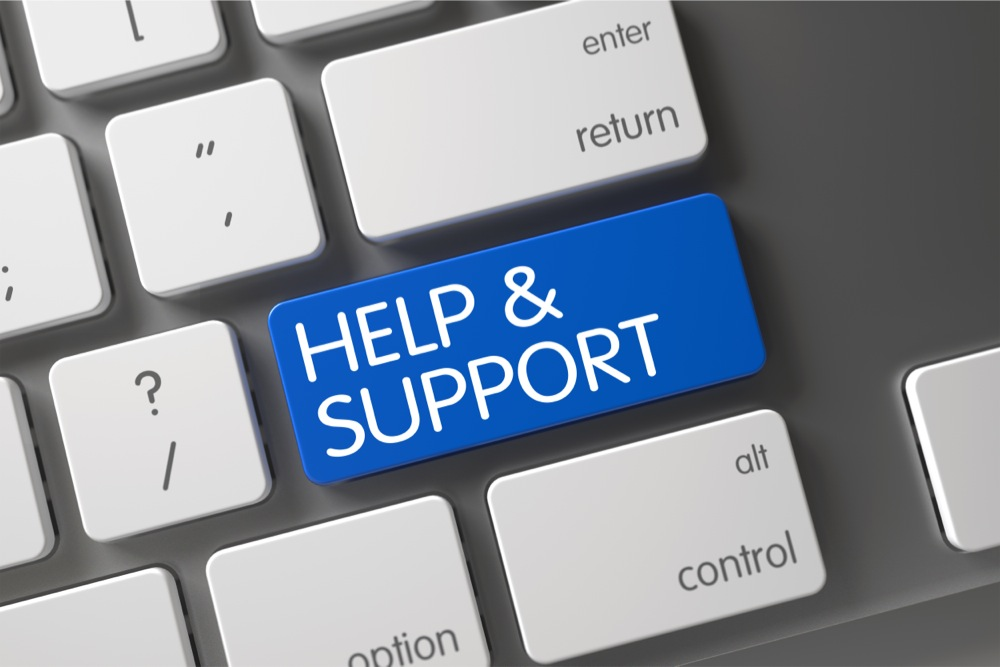 [
enter
return
"
,
;
,
HELP &
SUPPORT
?
/
alt
control
option